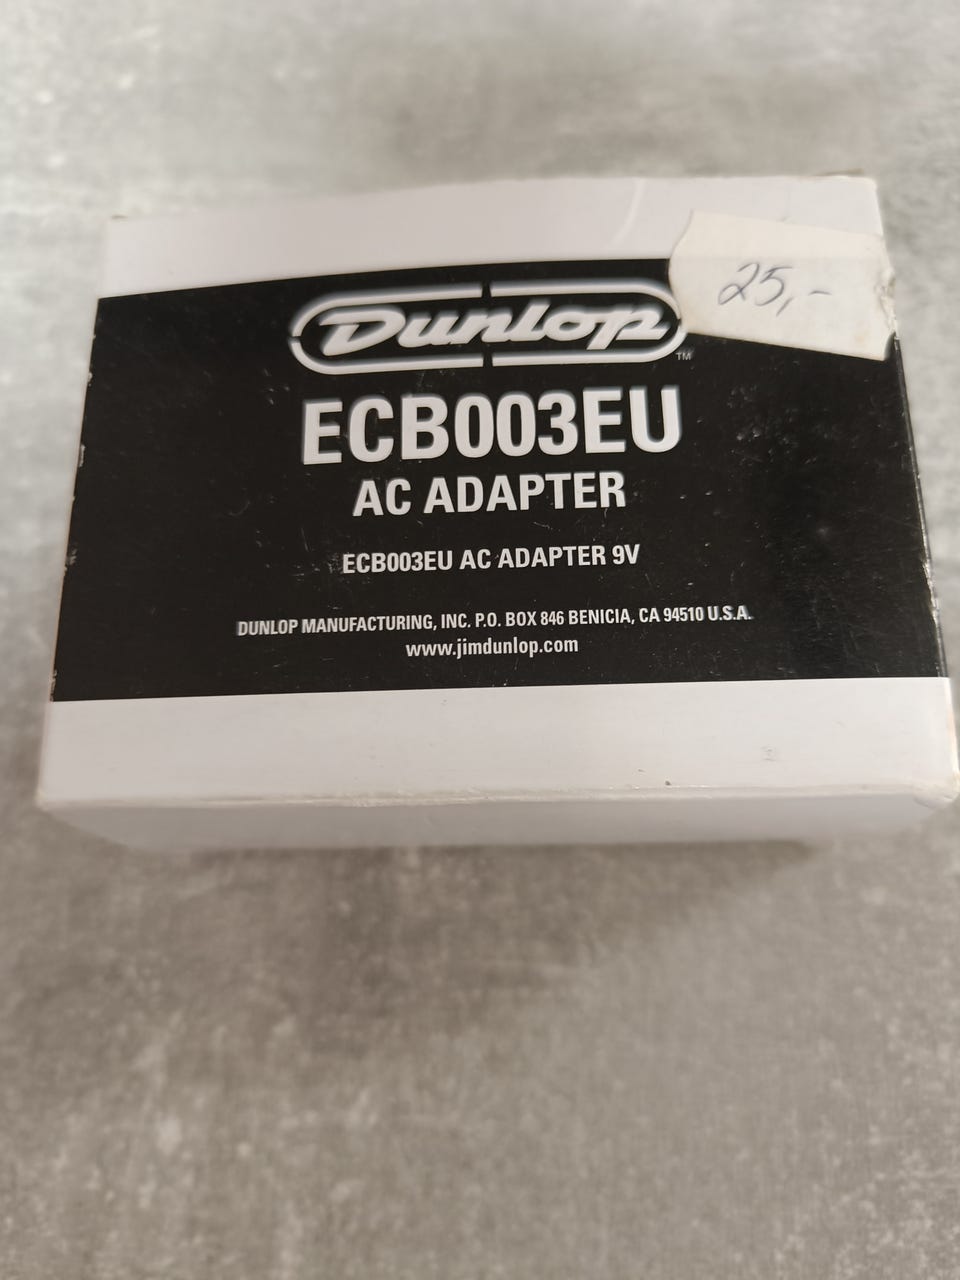 25,-
Dunlop
TM
ECB003EU
AC ADAPTER
ECB003EU AC ADAPTER 9V
DUNLOP MANUFACTURING, INC. P.O. BOX 846 BENICIA, CA 94510 U.S.A.
www.jimdunlop.com